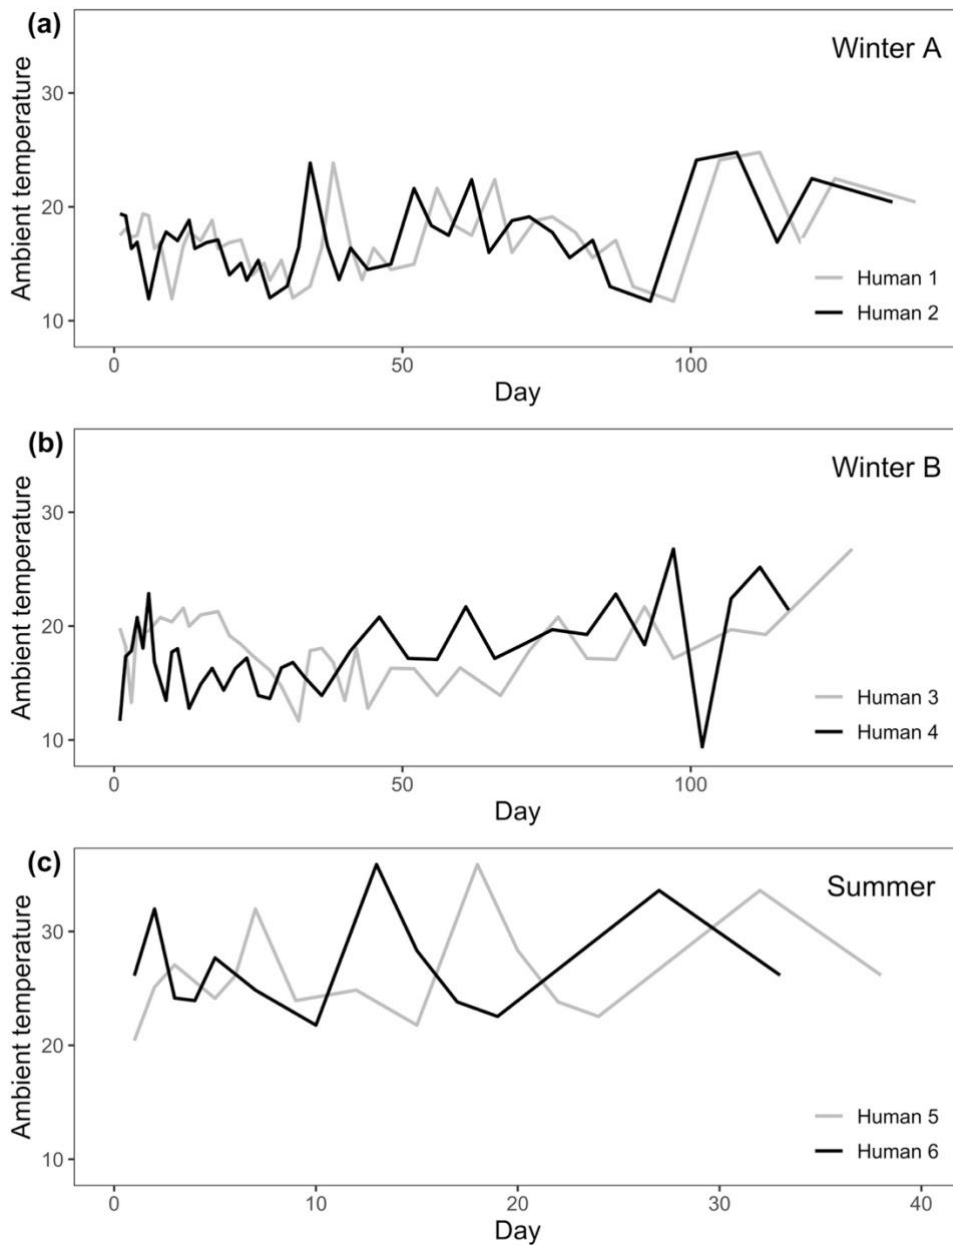 (a)
Winter A
Ambient temperature
30
20
10
Human 1
Human 2
0 50 100
Day
(b)
Winter B
Ambient temperature
30
20
10
Human 3
Human 4
0 50 100
Day
(c)
Summer
Ambient temperature
30
20
10
Human 5
Human 6
0 10 20 30 40
Day